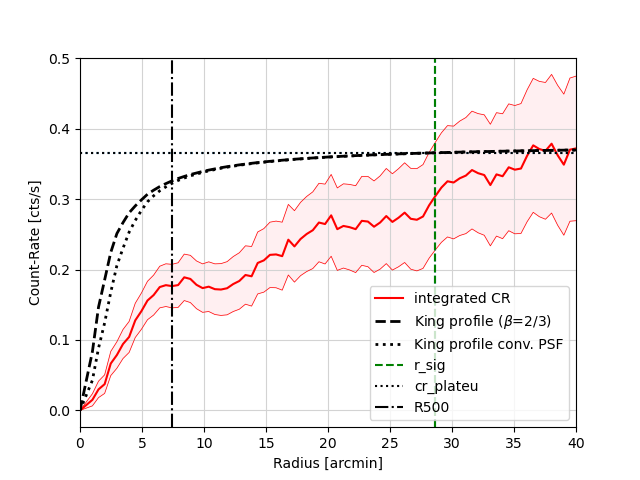 0.5
0.4
0.3
0.2
0.1
0.0
Count-Rate [cts/s]
integrated CR
King profile (β=2/3)
King profile conv. PSF
r_sig
cr_plateu
R500
0 5 10 15 20 25 30 35 40
Radius [arcmin]